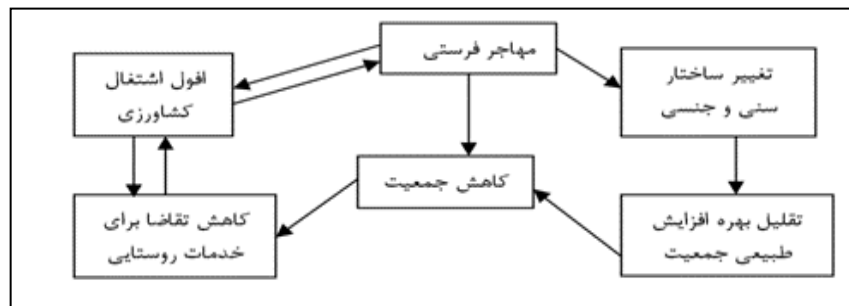 مهاجر فرستی
تغییر ساختار
سنی و جنسی
افول اشتغال
کشاورزی
کاهش جمعیت
تقلیل بهره افزایش
طبیعی جمعیت
کاهش تقاضا برای
خدمات روستایی